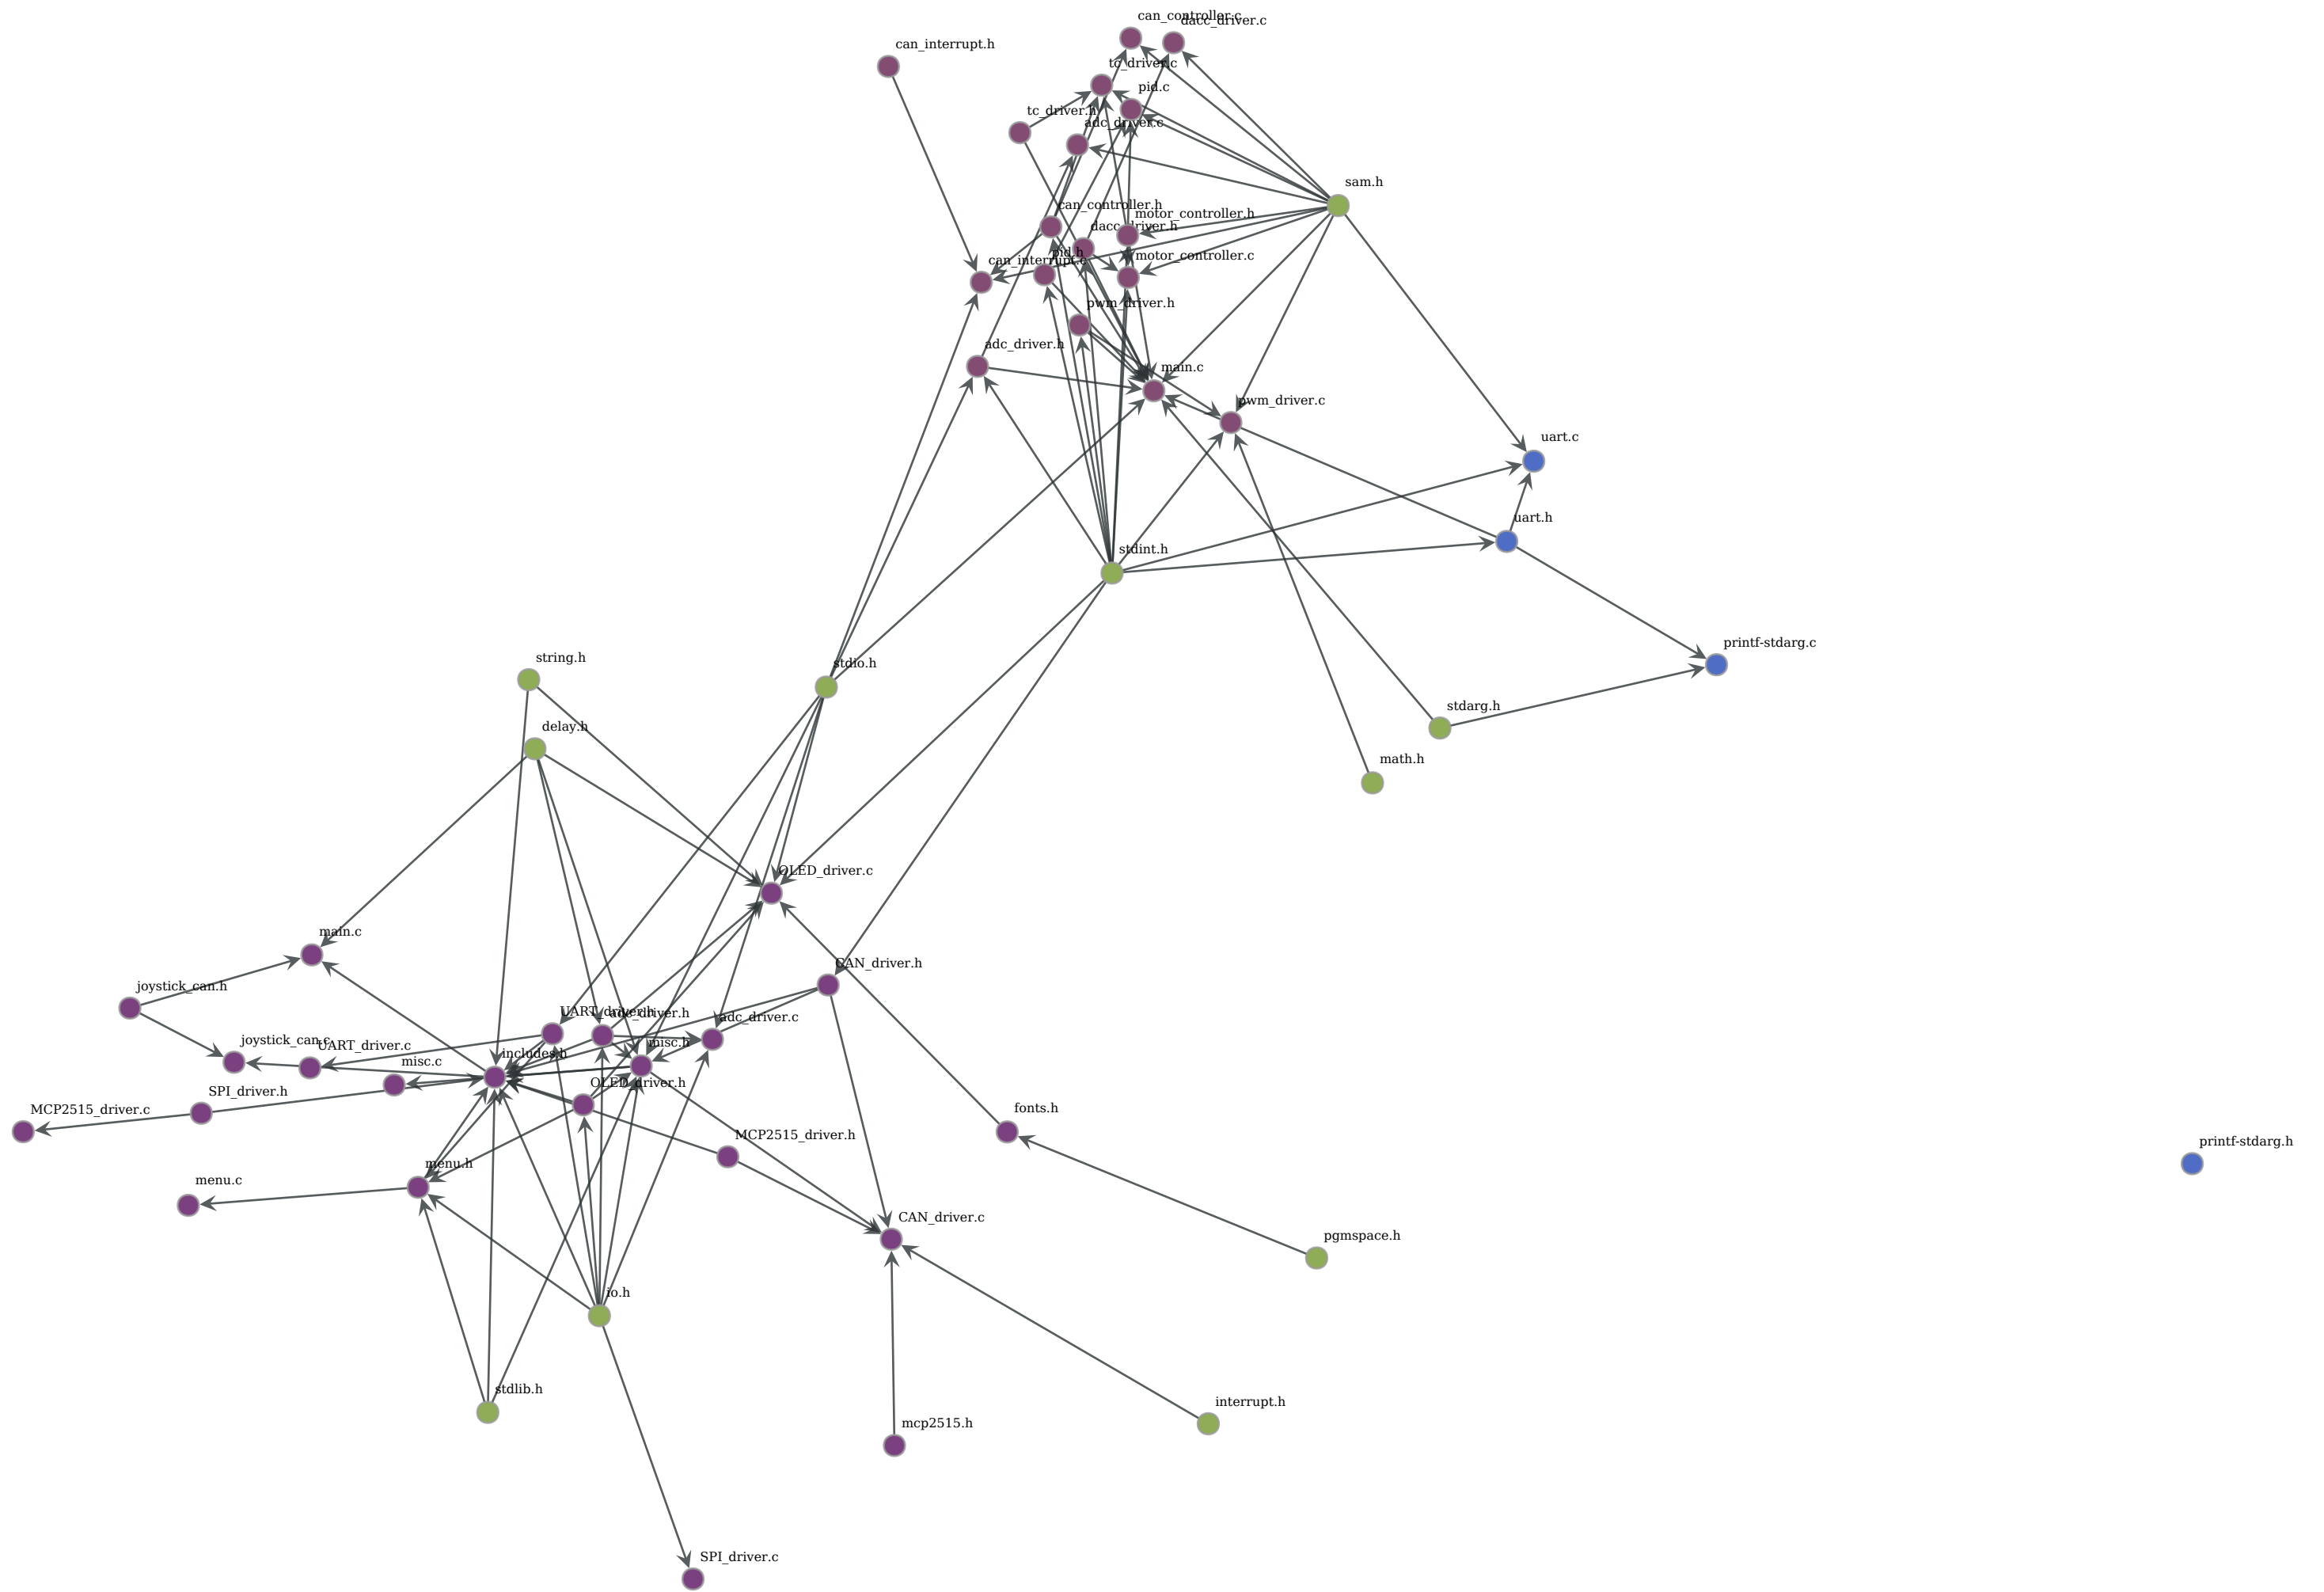 can_controller.c
dacc_driver.c
can_interrupt.h
tc_driver.c
pid.c
tc_driver.h
adc_driver.c
sam.h
can_controller.h
motor_controller.h
dacc_driver.h
pid.h
motor_controller.c
can_interrupt.c
pwm_driver.h
adc_driver.h
main.c
pwm_driver.c
uart.c
uart.h
stdint.h
printf-stdarg.c
string.h
stdio.h
stdarg.h
delay.h
math.h
OLED_driver.c
main.c
CAN_driver.h
joystick_can.h
UART_driver.h
adc_driver.h
adc_driver.c
joystick_can.c
UART_driver.c
misc.h
includes.h
misc.c
OLED_driver.h
SPI_driver.h
MCP2515_driver.c
fonts.h
MCP2515_driver.h
printf-stdarg.h
menu.h
menu.c
CAN_driver.c
pgmspace.h
io.h
stdlib.h
interrupt.h
mcp2515.h
SPI_driver.c